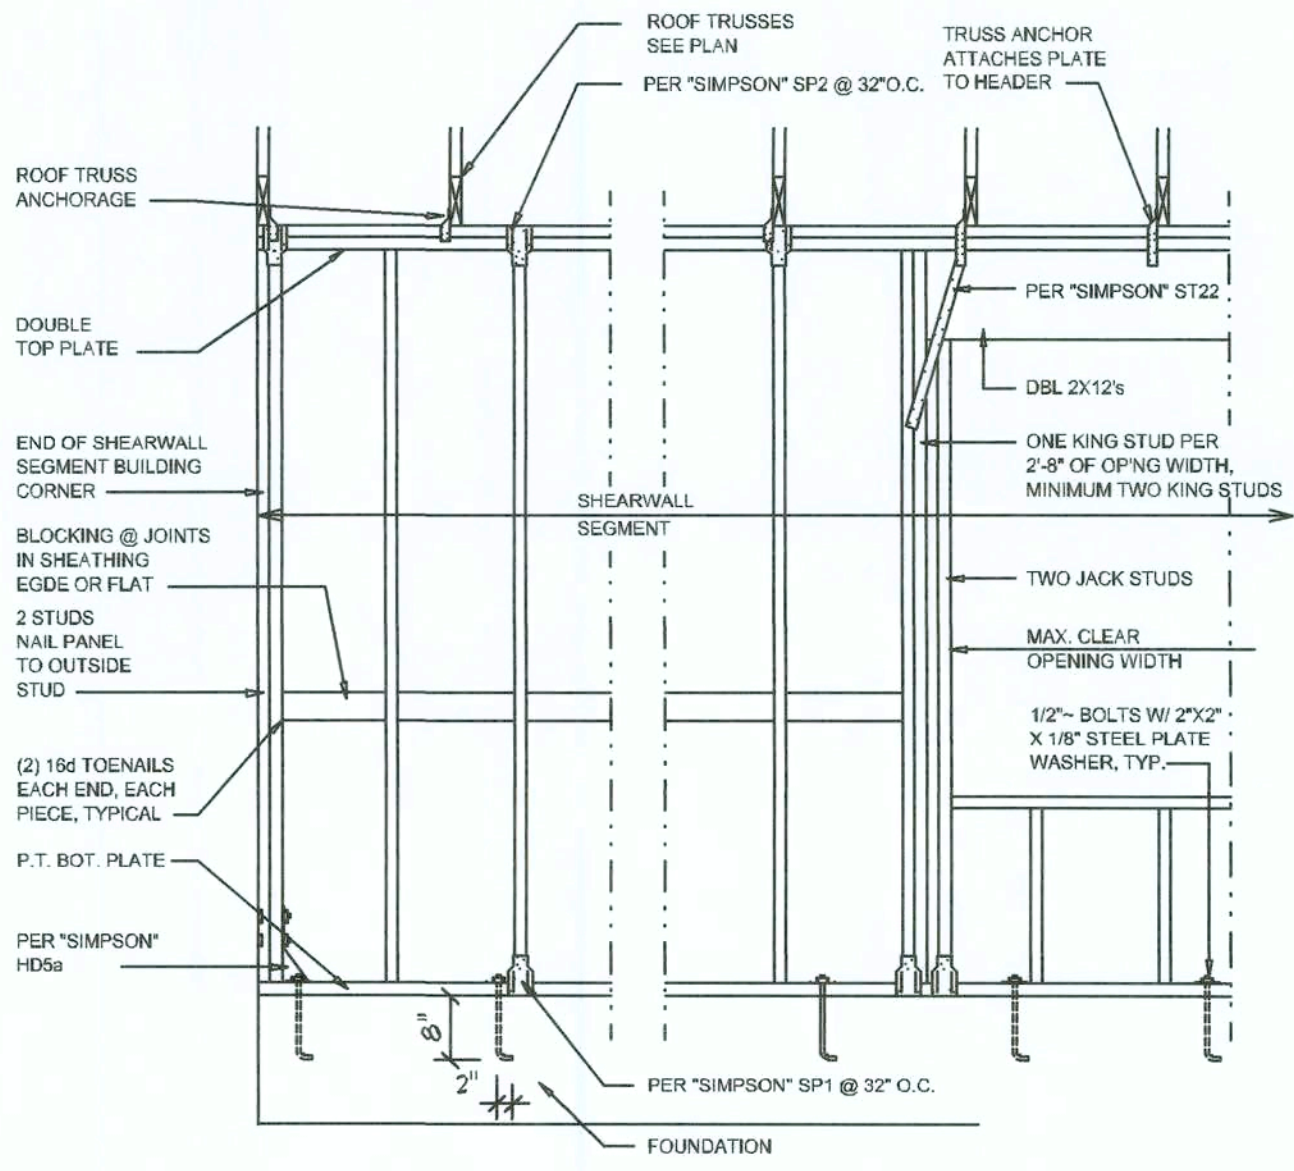 ROOF TRUSSES
SEE PLAN
PER "SIMPSON" SP2 @ 32"O.C.
TRUSS ANCHOR
ATTACHES PLATE
TO HEADER
ROOF TRUSS
ANCHORAGE
DOUBLE
TOP PLATE
END OF SHEARWALL
SEGMENT BUILDING
CORNER
BLOCKING @ JOINTS
IN SHEATHING
EGDE OR FLAT
2 STUDS
NAIL PANEL
TO OUTSIDE
STUD
(2) 16d TOENAILS
EACH END, EACH
PIECE, TYPICAL
P.T. BOT. PLATE
PER "SIMPSON"
HD5a
SHEARWALL
SEGMENT
PER "SIMPSON" ST22
DBL 2X12's
ONE KING STUD PER
2'-8" OF OP'NG WIDTH,
MINIMUM TWO KING STUDS
TWO JACK STUDS
MAX. CLEAR
OPENING WIDTH
1/2"~ BOLTS W/ 2"X2"
X 1/8" STEEL PLATE
WASHER, TYP.
8"
2"
PER "SIMPSON" SP1 @ 32" O.C.
FOUNDATION